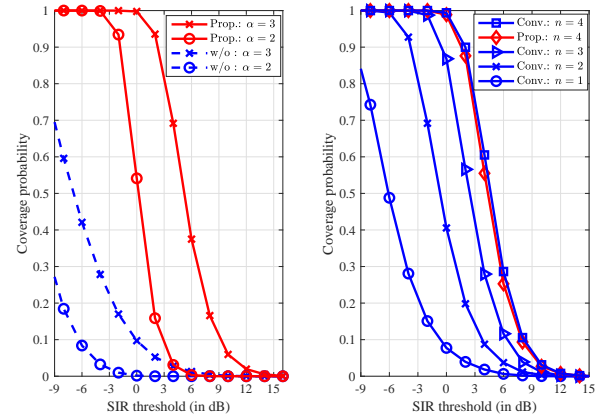 Coverage probability
1
0.9
0.8
0.7
0.6
0.5
0.4
0.3
0.2
0.1
0
-9 -6 -3 0 3 6 9 12 15
SIR threshold (in dB)
Prop.: α = 3
Prop.: α = 2
w/o : α = 3
w/o : α = 2
Coverage probability
1
0.9
0.8
0.7
0.6
0.5
0.4
0.3
0.2
0.1
0
-9 -6 -3 0 3 6 9 12 15
SIR threshold (in dB)
Conv.: n = 4
Prop.: n = 4
Conv.: n = 3
Conv.: n = 2
Conv.: n = 1